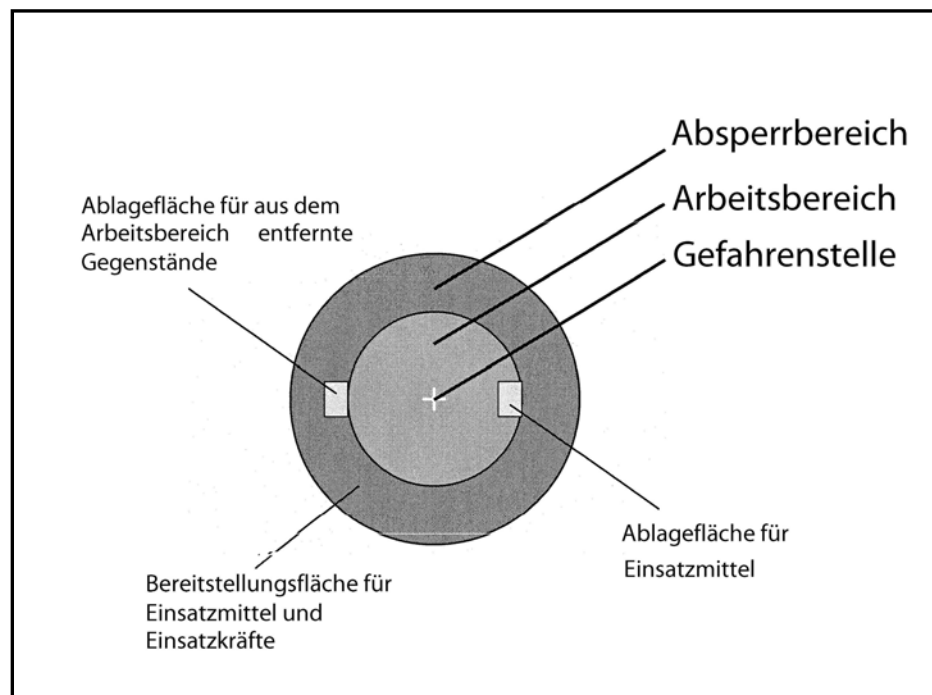 Absperrbereich
Arbeitsbereich
Gefahrenstelle
Ablagefläche für aus dem
Arbeitsbereich entfernte
Gegenstände
Ablagefläche für
Einsatzmittel
Bereitstellungsfläche für
Einsatzmittel und
Einsatzkräfte